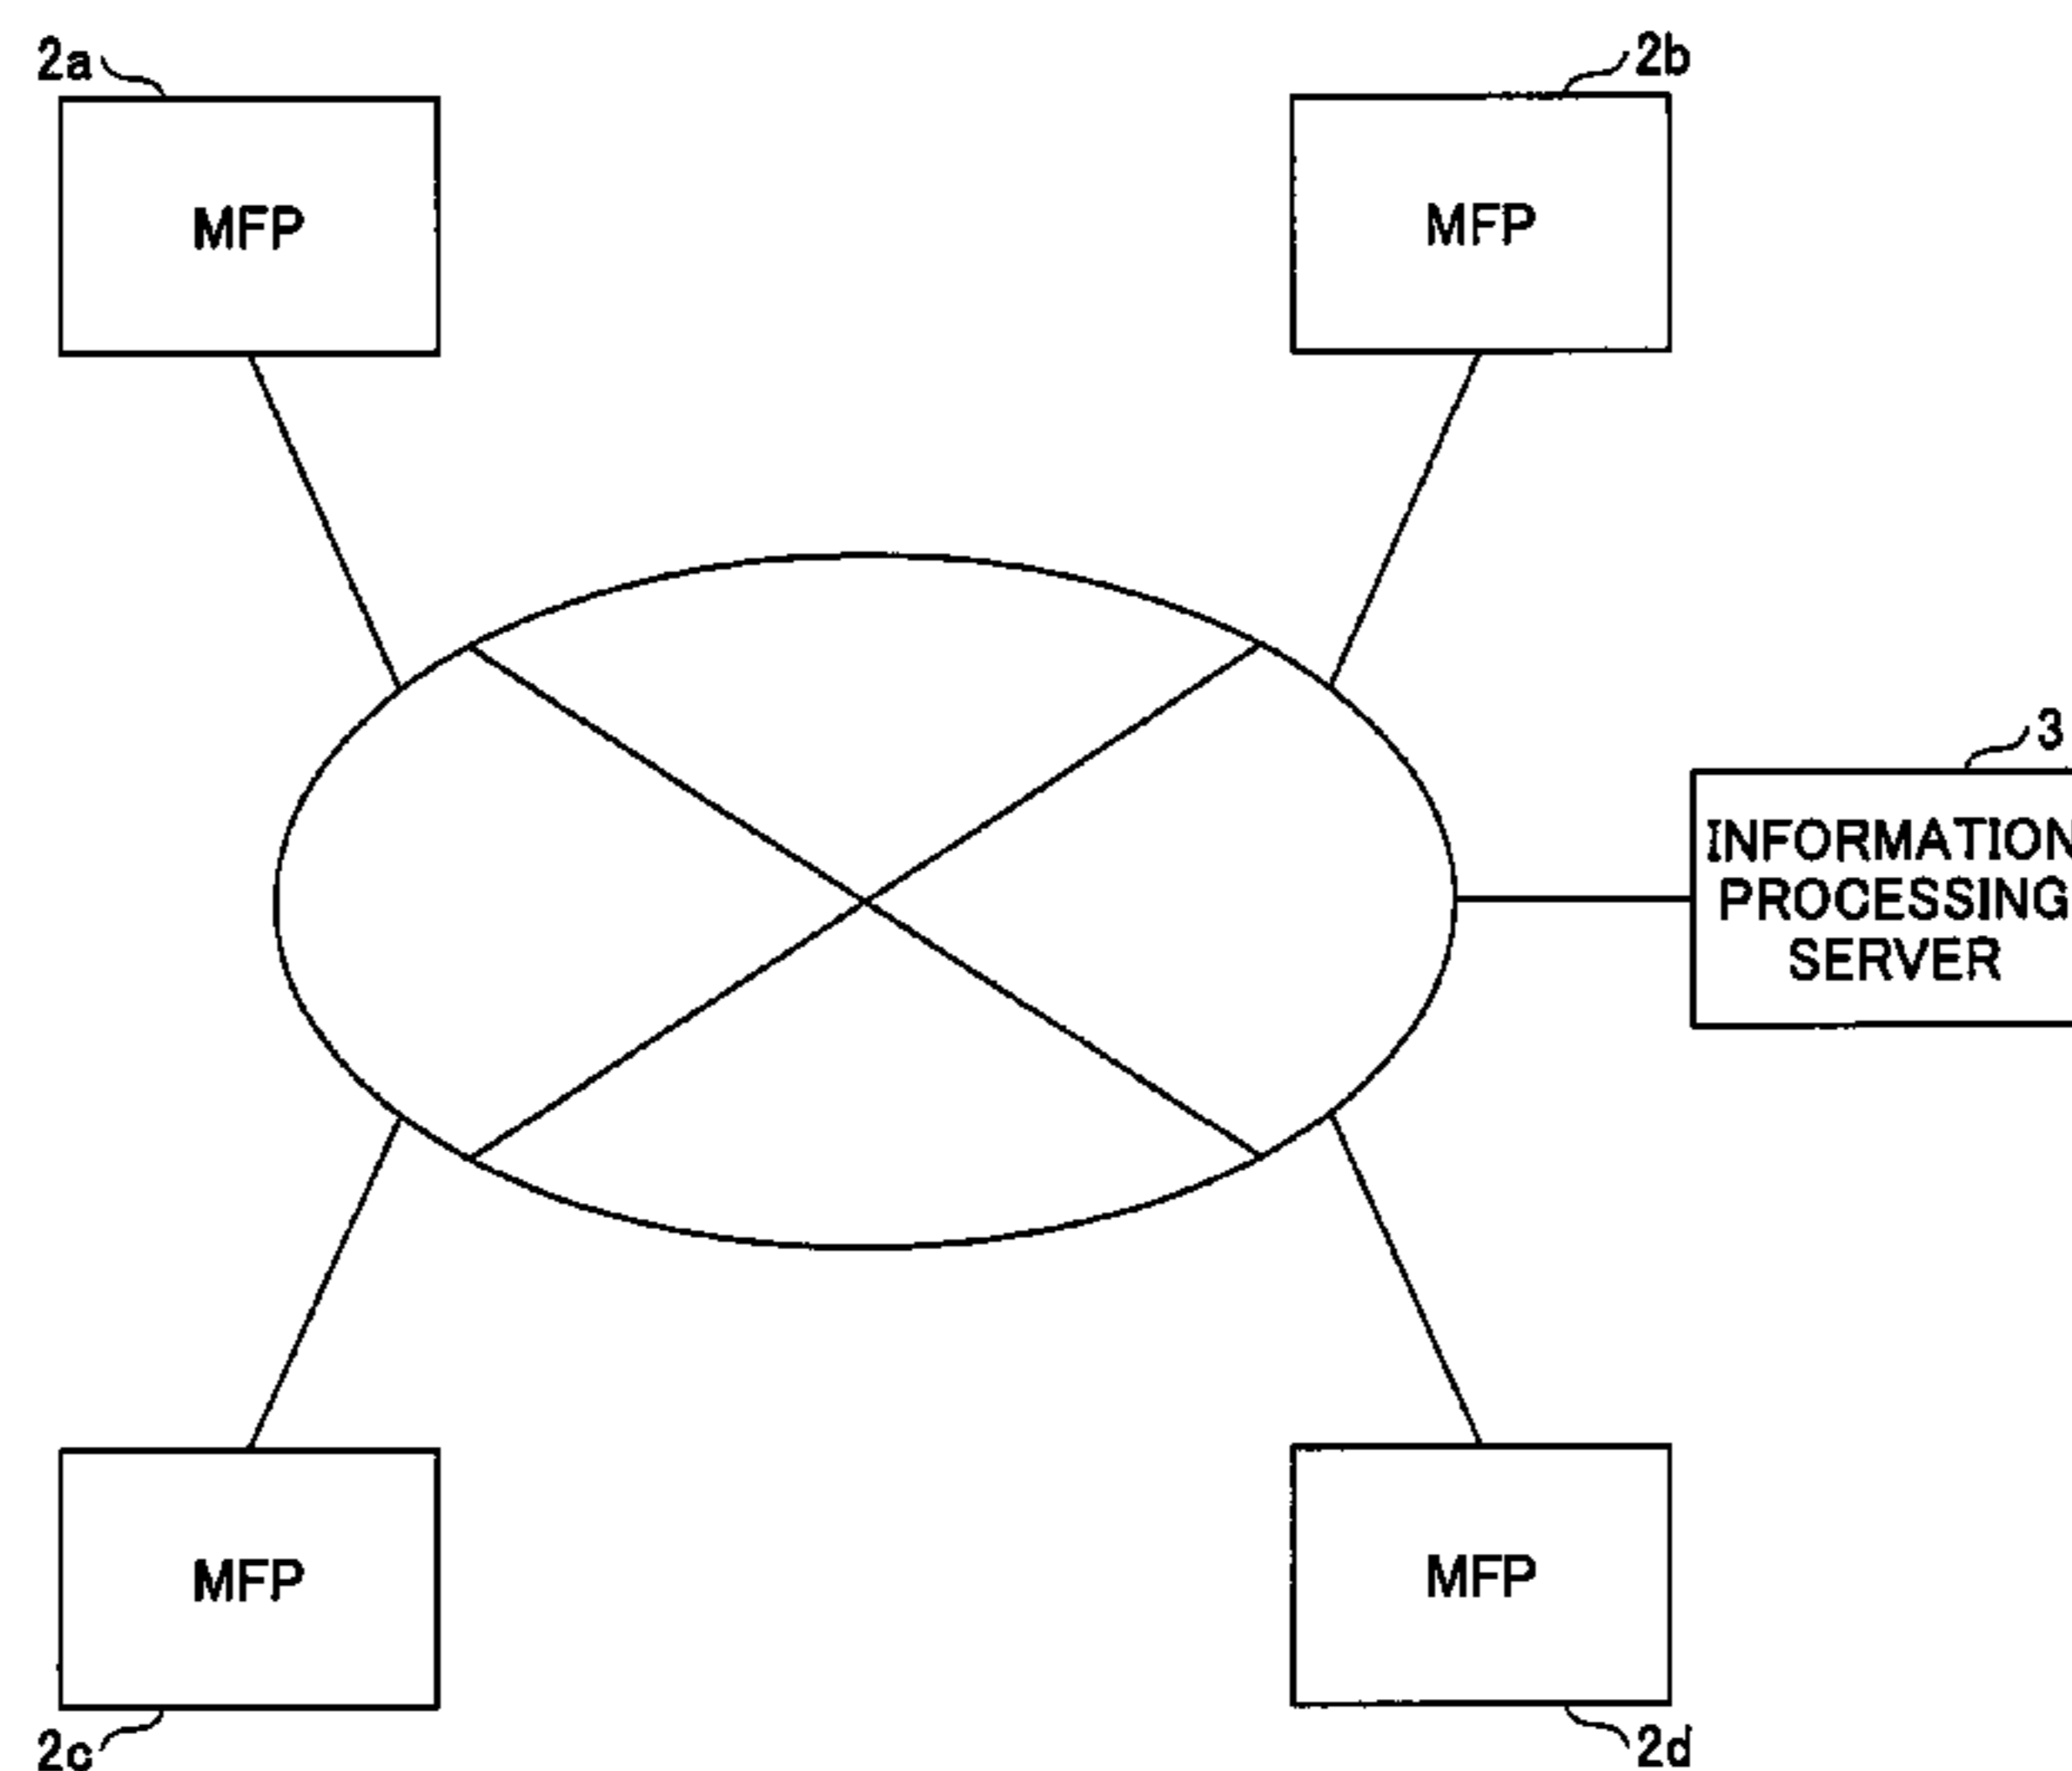 2a
2b
MFP
MFP
3
INFORMATION
PROCESSING
SERVER
MFP
MFP
2c
2d